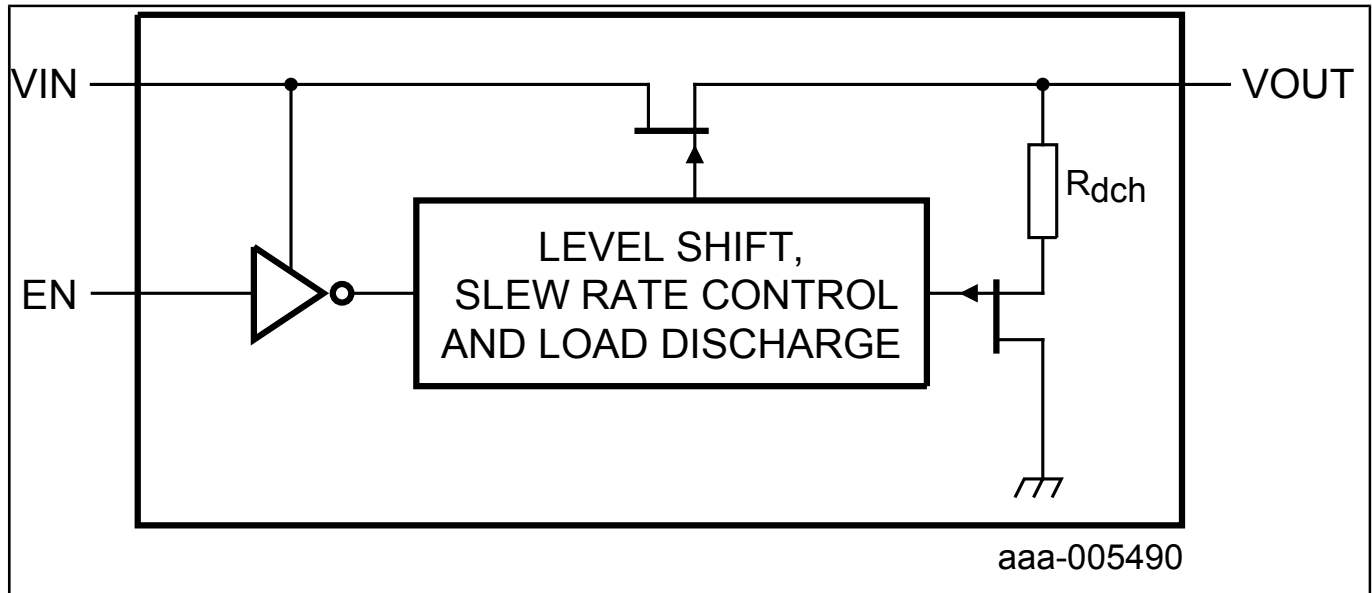 VIN
VOUT
Rdch
EN
LEVEL SHIFT,
SLEW RATE CONTROL
AND LOAD DISCHARGE
aaa-005490